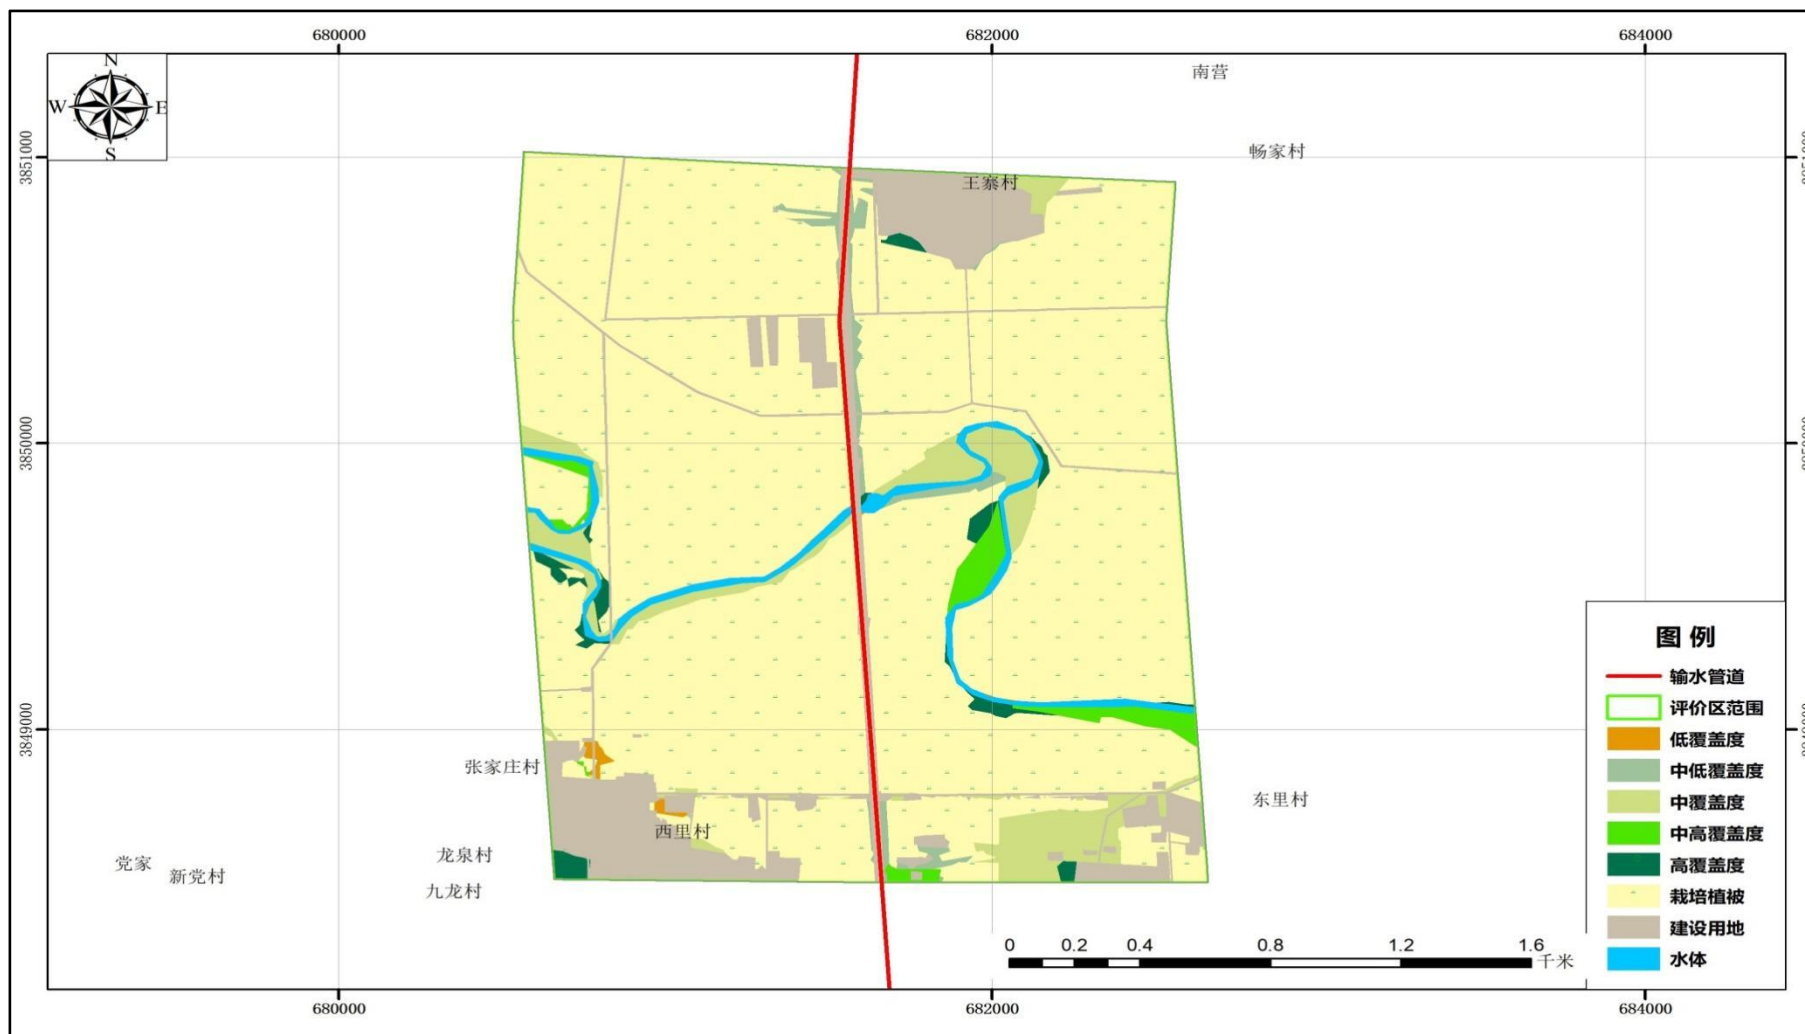 680000
682000
684000
N
W
E
S
南营
畅家村
3851000
王寨村
3850000
3849000
张家庄村
东里村
西里村
党家
新党村
龙泉村
九龙村
图 例
输水管道
评价区范围
低覆盖度
中低覆盖度
中覆盖度
中高覆盖度
高覆盖度
栽培植被
建设用地
水体
0
0.2
0.4
0.8
1.2
1.6
千米
680000
682000
684000